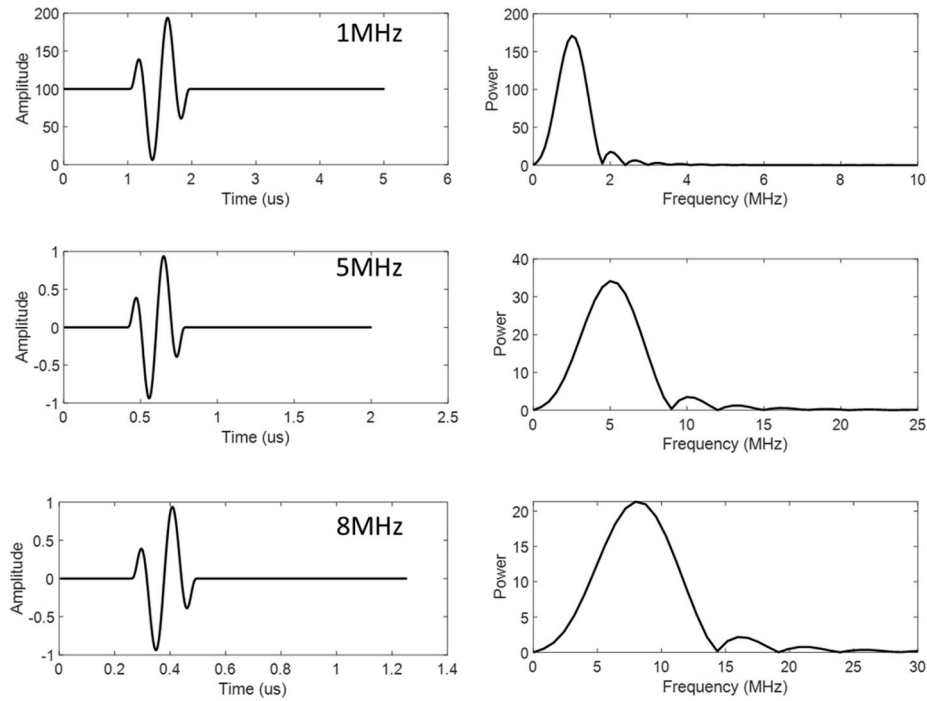 200
150
100
50
0
Amplitude
1MHz
0 1 2 3 4 5 6
Time (us)
200
150
100
50
0
Power
0 2 4 6 8 10
Frequency (MHz)
1
0.5
0
-0.5
-1
Amplitude
5MHz
0 0.5 1 1.5 2 2.5
Time (us)
40
30
20
10
0
Power
0 5 10 15 20 25
Frequency (MHz)
1
0.5
0
-0.5
-1
Amplitude
8MHz
0 0.2 0.4 0.6 0.8 1 1.2 1.4
Time (us)
20
15
10
5
0
Power
0 5 10 15 20 25 30
Frequency (MHz)